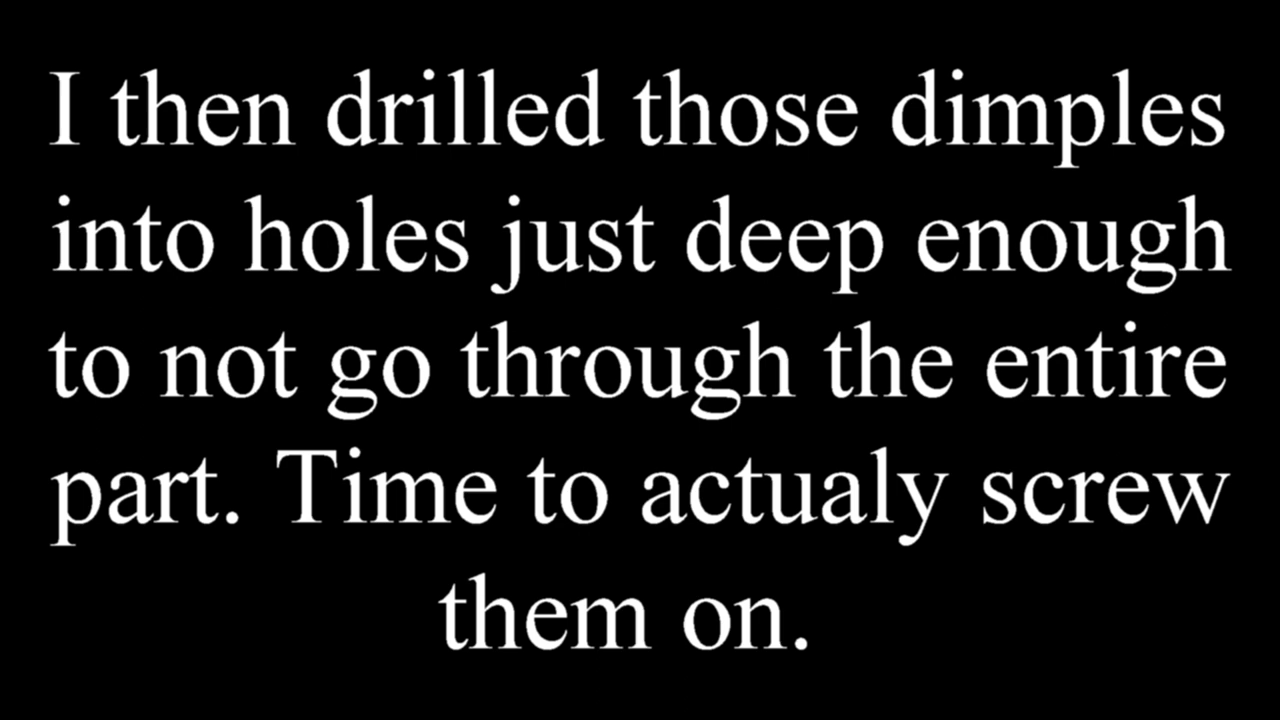 I then drilled those dimples
into holes just deep enough
to not go through the entire
part. Time to actualy screw
them on.